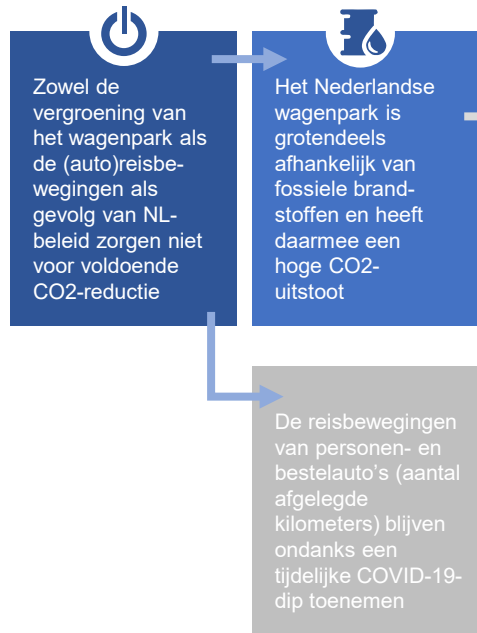 Zowel de
vergroening van
het wagenpark als
de (auto)reisbe-
wegingen als
gevolg van NL-
beleid zorgen niet
voor voldoende
CO2-reductie
Het Nederlandse
wagenpark is
grotendeels
afhankelijk van
fossiele brand-
stoffen en heeft
daarmee een
hoge CO2-
uitstoot
De reisbewegingen
van personen- en
bestelauto's (aantal
afgelegde
kilometers) blijven
ondanks een
tijdelijke COVID-19-
dip toenemen